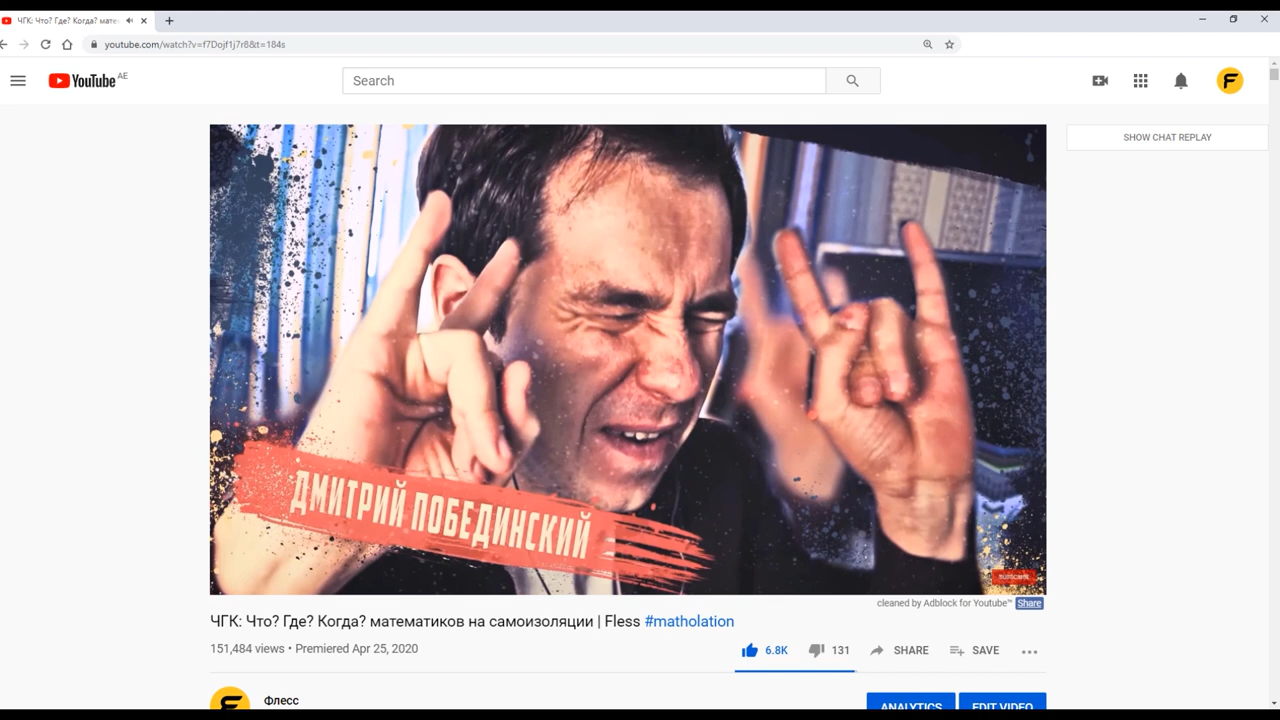 ЧГК: Что? Где? Когда? мате
youtube.com/watch?v=f7Dojf1j7r8&t=184s
YouTube AE
Search
SHOW CHAT REPLAY
ДМИТРИЙ ПОБЕДИНСКИЙ
SUBSCRIBE
cleaned by Adblock for Youtube™ Share
ЧГК: Что? Где? Когда? математиков на самоизоляции | Fless #matholation
151,484 views • Premiered Apr 25, 2020
6.8K 131 SHARE SAVE
Флесс
ANALYTICS EDIT VIDEO